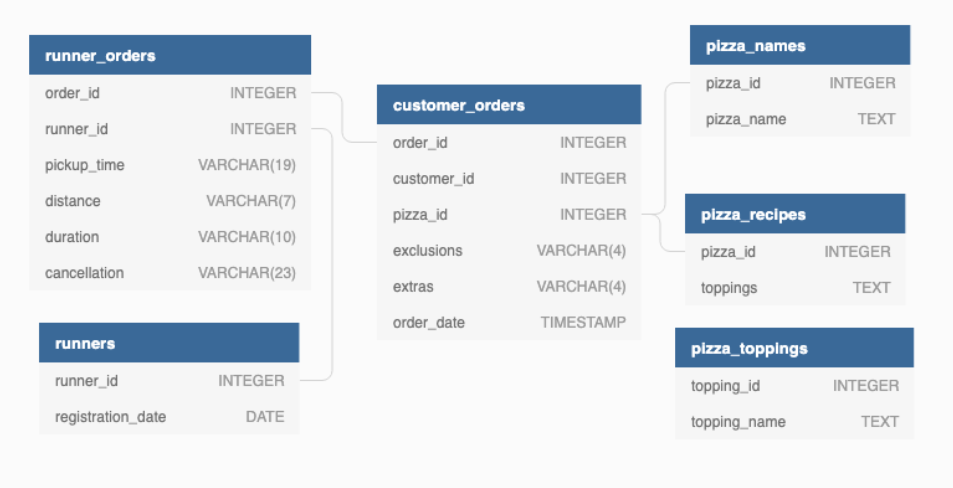 runner_orders
order_id INTEGER
runner_id INTEGER
pickup_time VARCHAR(19)
distance VARCHAR(7)
duration VARCHAR(10)
cancellation VARCHAR(23)
runners
runner_id INTEGER
registration_date DATE
customer_orders
order_id INTEGER
customer_id INTEGER
pizza_id INTEGER
exclusions VARCHAR(4)
extras VARCHAR(4)
order_date TIMESTAMP
pizza_names
pizza_id INTEGER
pizza_name TEXT
pizza_recipes
pizza_id INTEGER
toppings TEXT
pizza_toppings
topping_id INTEGER
topping_name TEXT